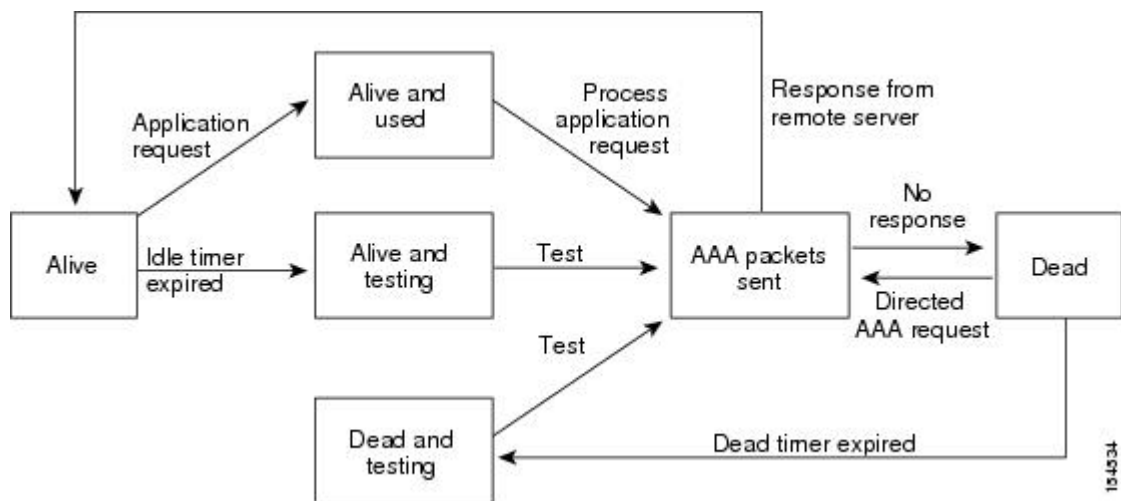 Alive and
used
Process
application
request
Response from
remote server
Application
request
No
response
Alive
Idle timer
expired
Alive and
testing
Test
AAA packets
sent
Dead
Directed
AAA request
Test
Dead and
testing
Dead timer expired
154534